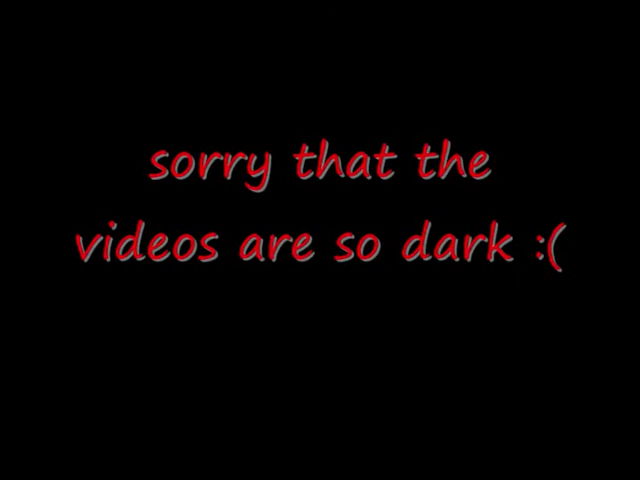 sorry that the
videos are so dark :(